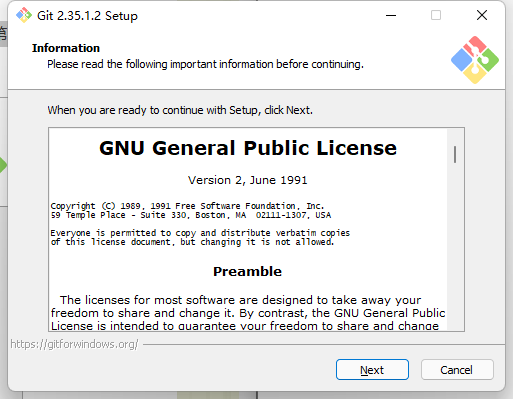 Git 2.35.1.2 Setup
Information
Please read the following important information before continuing.
When you are ready to continue with Setup, click Next.
GNU General Public License
Version 2, June 1991
Copyright (C) 1989, 1991 Free Software Foundation, Inc.
59 Temple Place - Suite 330, Boston, MA  02111-1307, USA
Everyone is permitted to copy and distribute verbatim copies
of this license document, but changing it is not allowed.
Preamble
The licenses for most software are designed to take away your
freedom to share and change it. By contrast, the GNU General Public
License is intended to guarantee your freedom to share and change
https://gitforwindows.org/
Next
Cancel